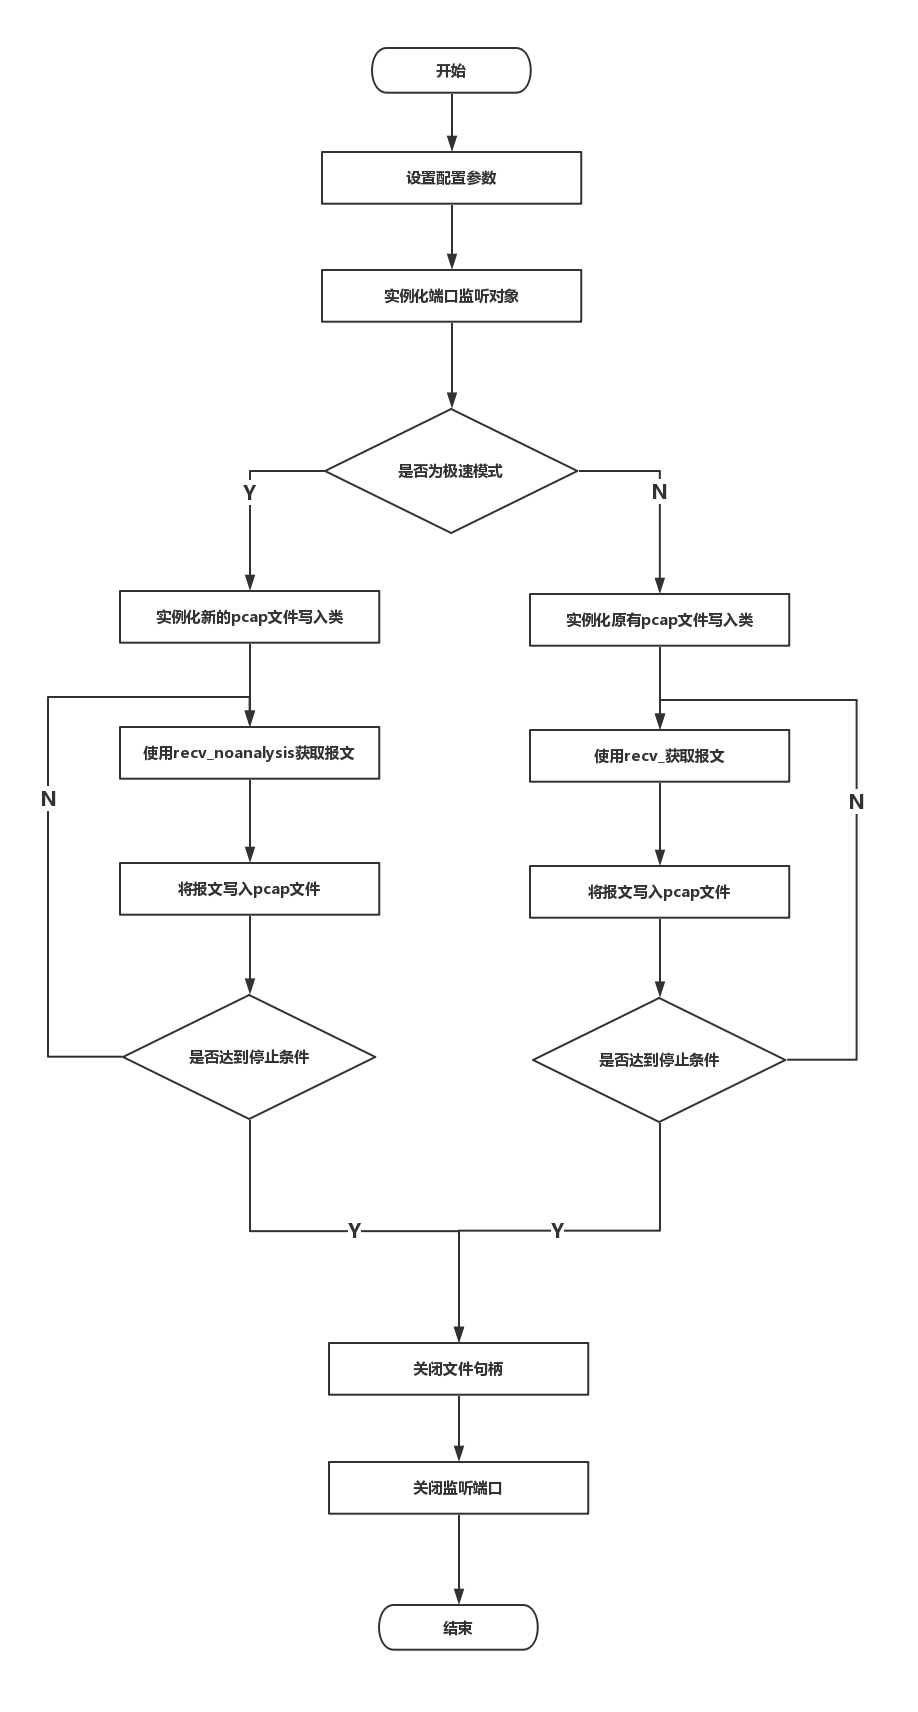 开始
设置配置参数
实例化端口监听对象
是否为极速模式
Y
N
实例化新的pcap文件写入类
实例化原有pcap文件写入类
使用recv_noanalysis获取报文
使用recv_获取报文
N
N
将报文写入pcap文件
将报文写入pcap文件
是否达到停止条件
是否达到停止条件
Y
Y
关闭文件句柄
关闭监听端口
结束